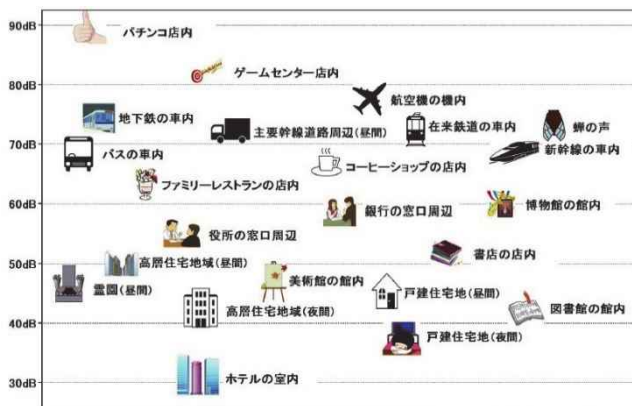 90dB
パチンコ店内
ゲームセンター店内
80dB
航空機の機内
地下鉄の車内
主要幹線道路周辺(昼間)
在来鉄道の車内
蝉の声
70dB
バスの車内
コーヒーショップの店内
新幹線の車内
ファミリーレストランの店内
60dB
銀行の窓口周辺
博物館の館内
役所の窓口周辺
書店の店内
50dB
高層住宅地域(昼間)
霊園(昼間)
美術館の館内
戸建住宅地(昼間)
高層住宅地域(夜間)
図書館の館内
40dB
戸建住宅地(夜間)
30dB
ホテルの室内